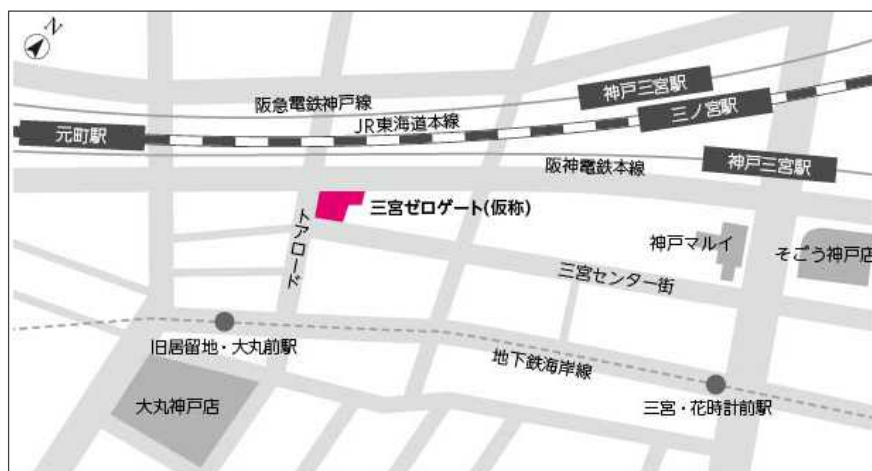 N
神戸三宮駅
阪急電鉄神戸線
三ノ宮駅
JR東海道本線
元町駅
阪神電鉄本線
神戸三宮駅
三宮ゼロゲート(仮称)
トアロード
神戸マルイ
そごう神戸店
三宮センター街
旧居留地・大丸前駅
地下鉄海岸線
大丸神戸店
三宮・花時計前駅